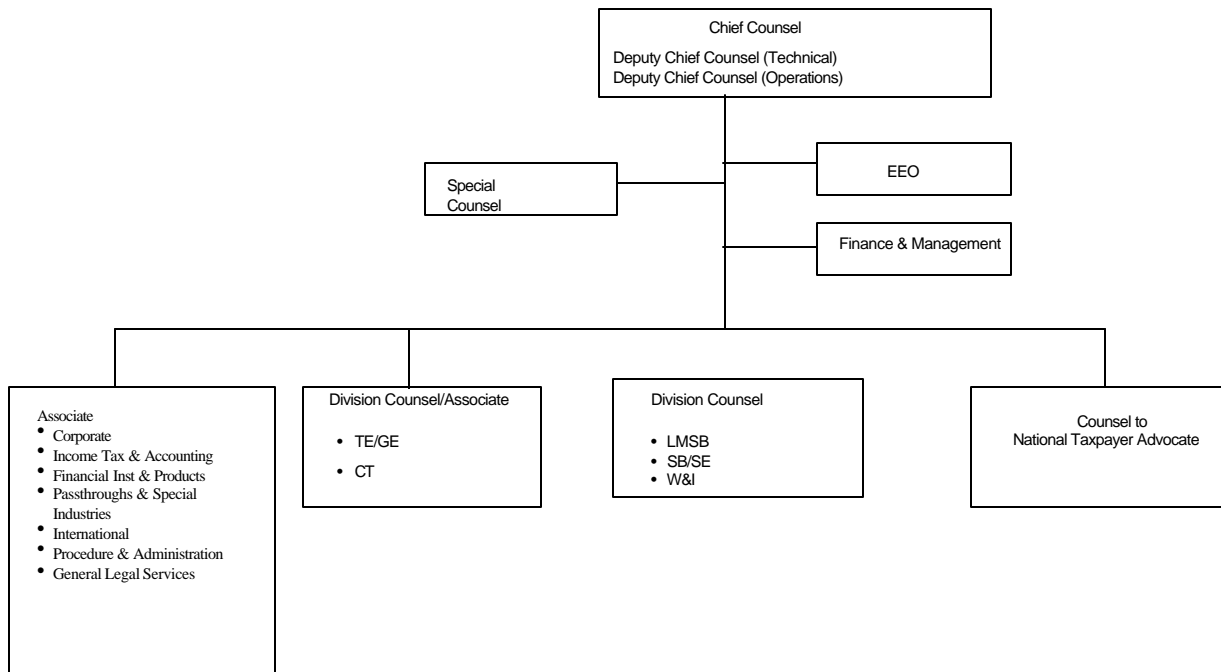 Chief Counsel
Deputy Chief Counsel (Technical)
Deputy Chief Counsel (Operations)
EEO
Special
Counsel
Finance & Management
Associate
• Corporate
• Income Tax & Accounting
• Financial Inst & Products
• Passthroughs & Special
Industries
• International
• Procedure & Administration
• General Legal Services
Division Counsel/Associate
• TE/GE
• CT
Division Counsel
• LMSB
• SB/SE
• W&I
Counsel to
National Taxpayer Advocate